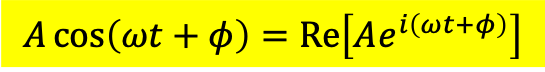 A cos(ωt + ϕ) = Re[Ae^{i(ωt+ϕ)}]